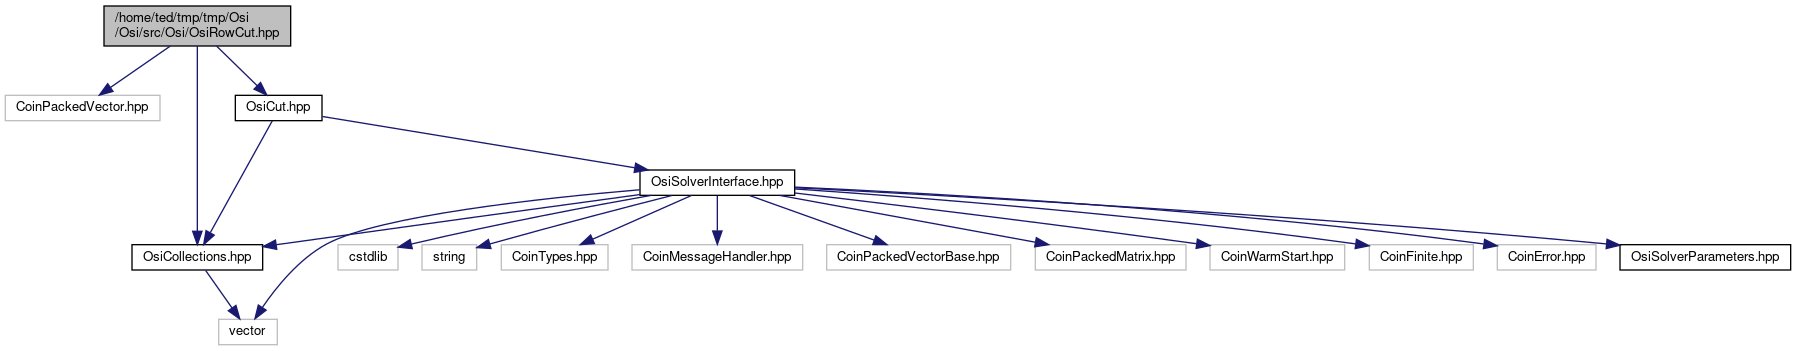 /home/ted/tmp/tmp/Osi
/Osi/src/Osi/OsiRowCut.hpp
CoinPackedVector.hpp
OsiCut.hpp
OsiSolverInterface.hpp
OsiCollections.hpp
cstdlib
string
CoinTypes.hpp
CoinMessageHandler.hpp
CoinPackedVectorBase.hpp
CoinPackedMatrix.hpp
CoinWarmStart.hpp
CoinFinite.hpp
CoinError.hpp
OsiSolverParameters.hpp
vector